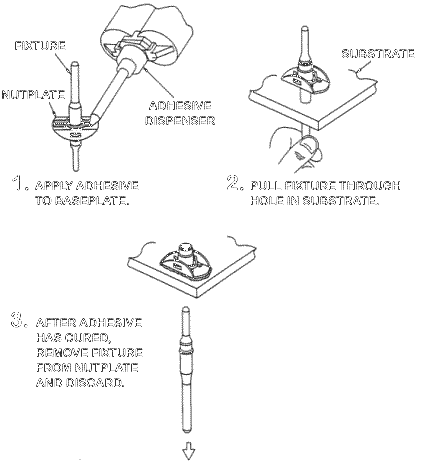 FIXTURE
SUBSTRATE
NUTPLATE
ADHESIVE
DISPENSER
1. APPLY ADHESIVE
TO BASEPLATE.
2. PULL FIXTURE THROUGH
HOLE IN SUBSTRATE.
3. AFTER ADHESIVE
HAS CURED,
REMOVE FIXTURE
FROM NUTPLATE
AND DISCARD.